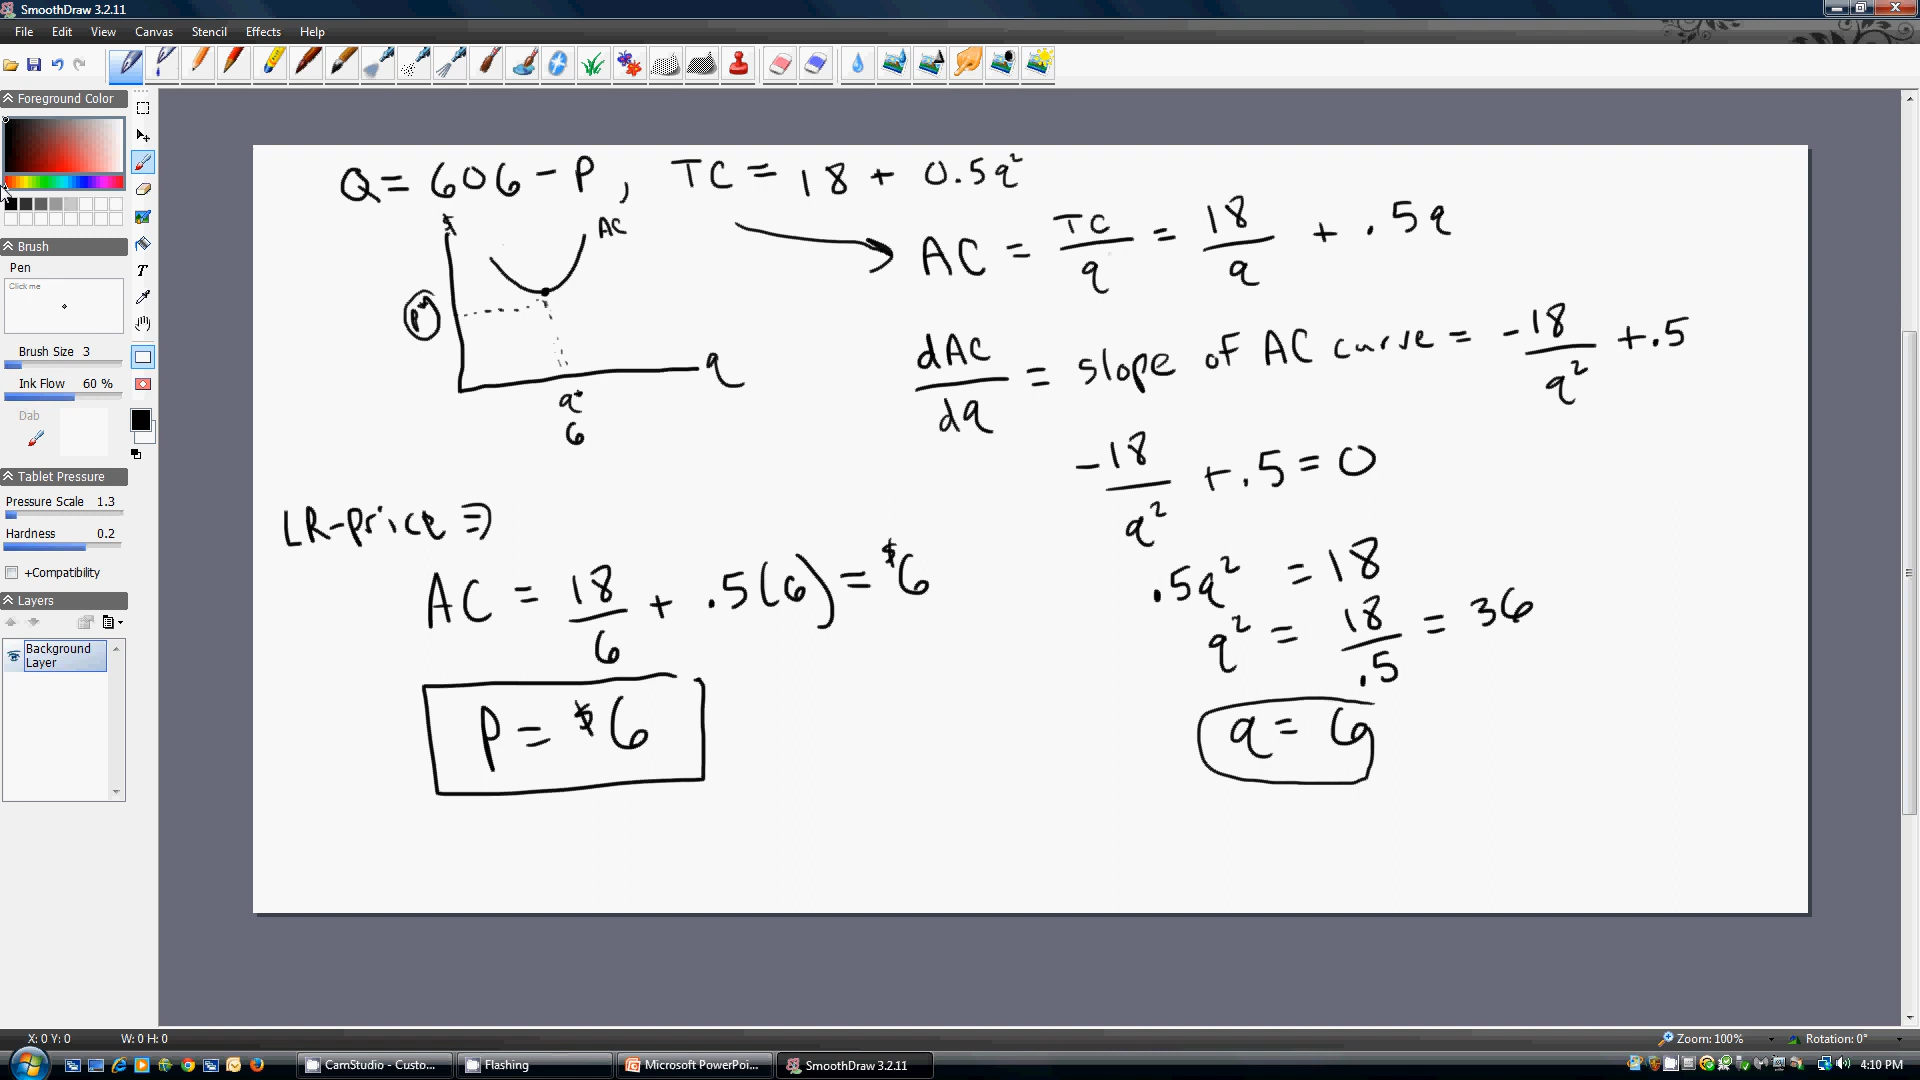 SmoothDraw 3.2.11
File Edit View Canvas Stencil Effects Help
Foreground Color
Brush
Pen
Click me
Brush Size 3
Ink Flow 60 %
Dab
Tablet Pressure
Pressure Scale 1.3
Hardness 0.2
+Compatibility
Layers
Background
Layer
Q = 606 - P, TC = 18 + 0.5q²
$
AC
P*
q
q*
6
AC = TC/q = 18/q + .5q
dAC/dq = slope of AC curve = -18/q² + .5
-18/q² + .5 = 0
.5q² = 18
q² = 18/.5 = 36
q = 6
LR-price ⇒
AC = 18/6 + .5(6) = $6
P = $6
X: 0 Y: 0 W: 0 H: 0
Zoom: 100% Rotation: 0°
CamStudio - Custo... Flashing Microsoft PowerPoi... SmoothDraw 3.2.11 4:10 PM